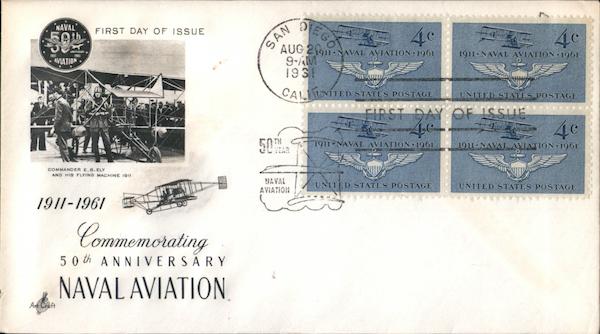 NAVAL
50th
AVIATION
FIRST DAY OF ISSUE
COMMANDER E. B. ELY
AND HIS FLYING MACHINE 1911
1911-1961
Commemorating
50th ANNIVERSARY
NAVAL AVIATION
Art Craft
SAN DIEGO
AUG 20
9-AM
1961
CALIF.
FIRST DAY OF ISSUE
50TH
YEAR
NAVAL
AVIATION
4c
1911·NAVAL AVIATION·1961
UNITED STATES POSTAGE
4c
1911·NAVAL AVIATION·1961
UNITED STATES POSTAGE
4c
1911·NAVAL AVIATION·1961
UNITED STATES POSTAGE
4c
1911·NAVAL AVIATION·1961
UNITED STATES POSTAGE